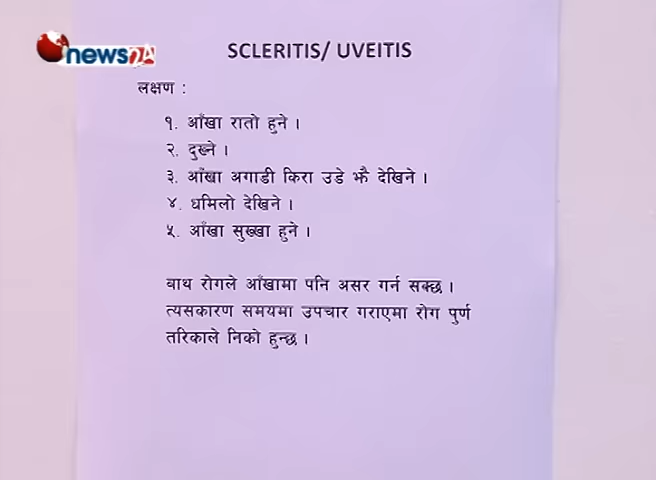 news24
SCLERITIS/ UVEITIS
लक्षण :
१. आँखा रातो हुने ।
२. दुख्ने ।
३. आँखा अगाडी किरा उडे झै देखिने ।
४. धमिलो देखिने ।
५. आँखा सुख्खा हुने ।
बाथ रोगले आँखामा पनि असर गर्न सक्छ ।
त्यसकारण समयमा उपचार गराएमा रोग पुर्ण
तरिकाले निको हुन्छ ।